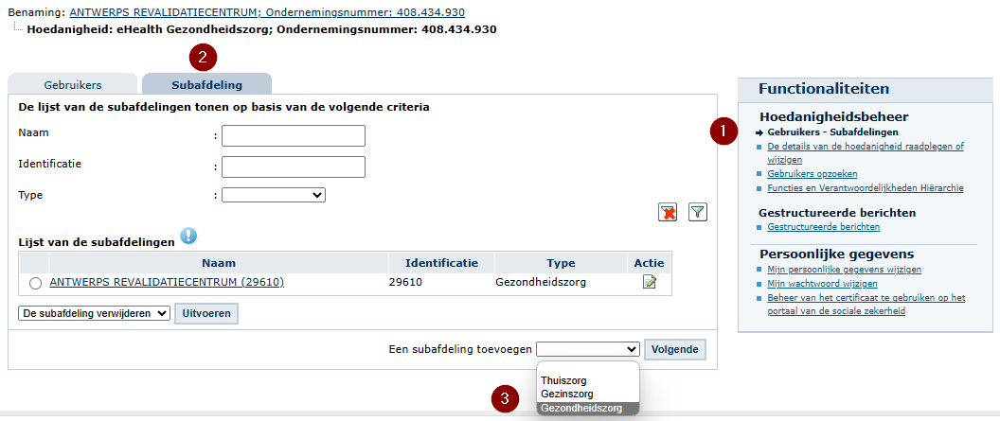 Benaming: ANTWERPS REVALIDATIECENTRUM; Ondernemingsnummer: 408.434.930
Hoedanigheid: eHealth Gezondheidszorg; Ondernemingsnummer: 408.434.930
2
Gebruikers Subafdeling
De lijst van de subafdelingen tonen op basis van de volgende criteria
Naam :
Identificatie :
Type :
Lijst van de subafdelingen !
Naam Identificatie Type Actie
ANTWERPS REVALIDATIECENTRUM (29610) 29610 Gezondheidszorg
De subafdeling verwijderen Uitvoeren
Een subafdeling toevoegen Volgende
Thuiszorg
Gezinszorg
3
Gezondheidszorg
Functionaliteiten
1
Hoedanigheidsbeheer
Gebruikers - Subafdelingen
De details van de hoedanigheid raadplegen of
wijzigen
Gebruikers opzoeken
Functies en Verantwoordelijkheden Hiërarchie
Gestructureerde berichten
Gestructureerde berichten
Persoonlijke gegevens
Mijn persoonlijke gegevens wijzigen
Mijn wachtwoord wijzigen
Beheer van het certificaat te gebruiken op het
portaal van de sociale zekerheid